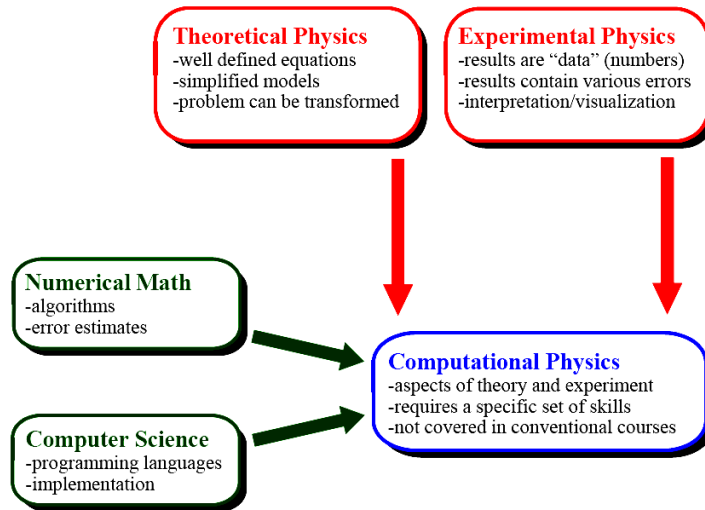 Theoretical Physics
-well defined equations
-simplified models
-problem can be transformed
Experimental Physics
-results are “data” (numbers)
-results contain various errors
-interpretation/visualization
Numerical Math
-algorithms
-error estimates
Computational Physics
-aspects of theory and experiment
-requires a specific set of skills
-not covered in conventional courses
Computer Science
-programming languages
-implementation